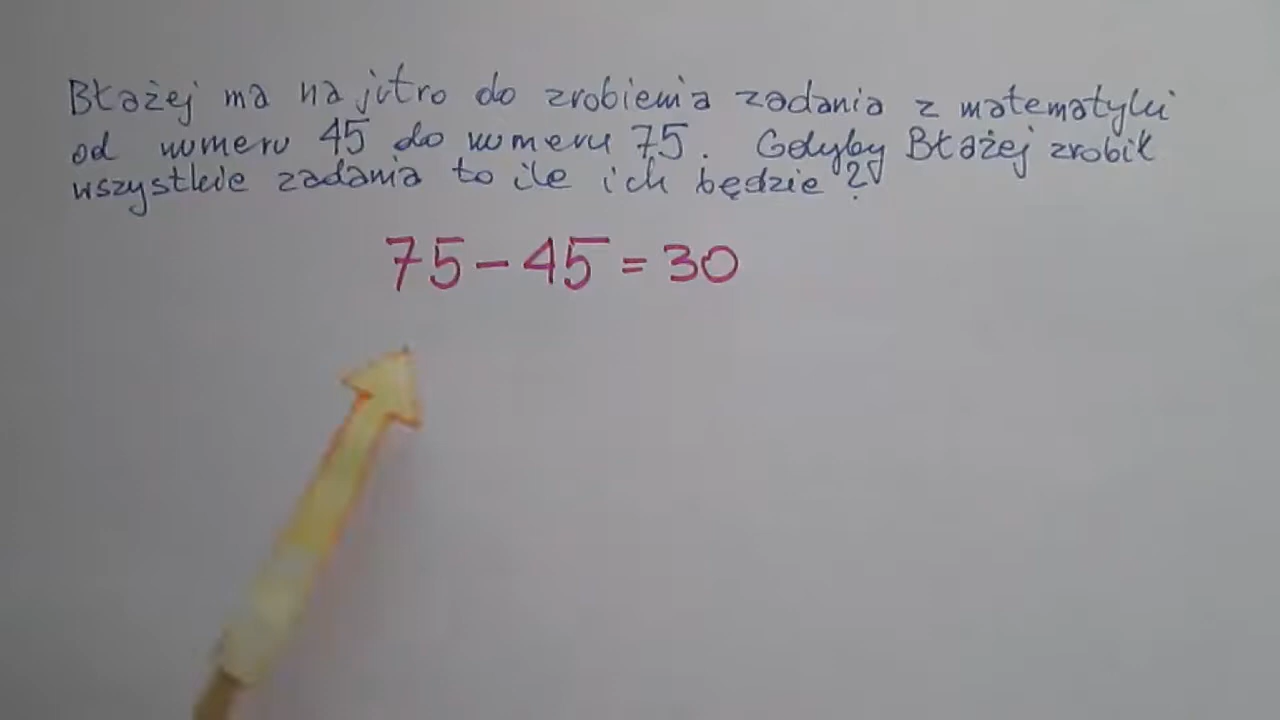 Błażej ma na jutro do zrobienia zadania z matematyki
od numeru 45 do numeru 75. Gdyby Błażej zrobił
wszystkie zadania to ile ich będzie?
75-45=30